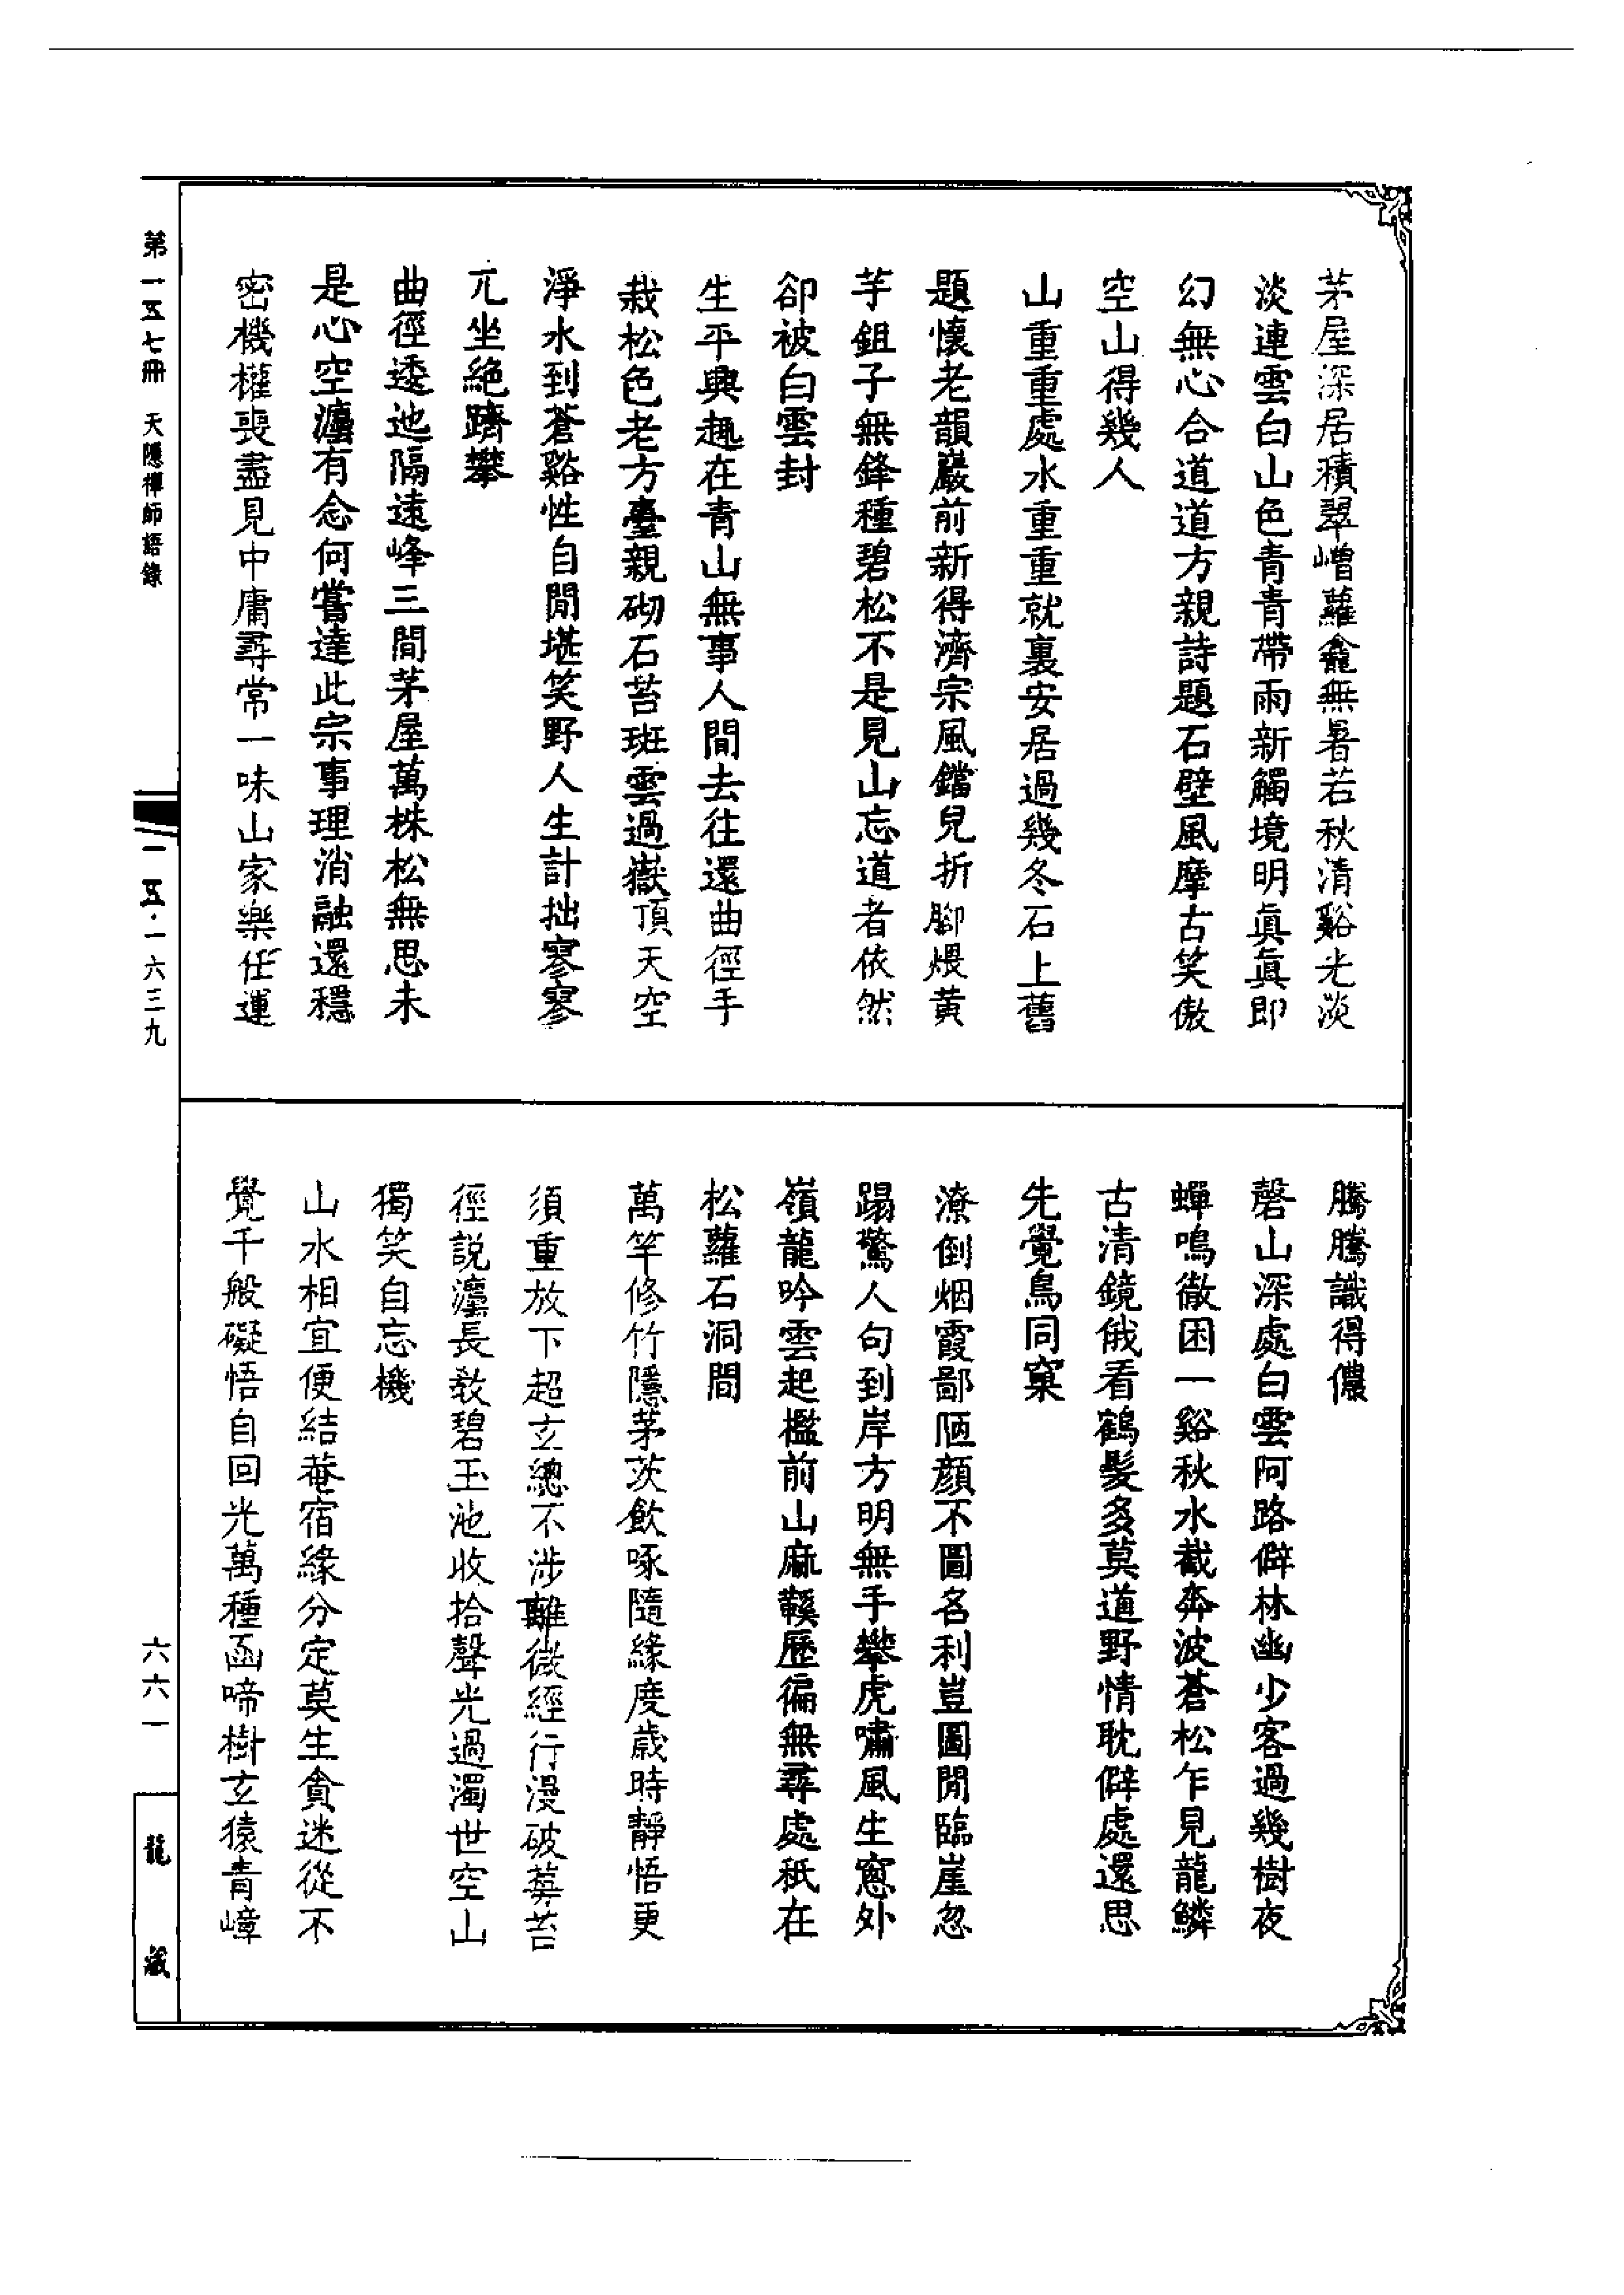 茅屋深居積翠嶒蘿龕無暑若秋清谿光淡
淡連雲白山色青青帶雨新觸境明眞眞即
幻無心合道道方親詩題石壁風摩古笑傲
空山得幾人
山重重處水重重就裏安居過幾冬石上舊
題懷老韻巖前新得濟宗風鐺兒折腳煨黄
芋鉏子無鋒種碧松不是見山忘道者依然
卻被白雲封
生平興趣在青山無事人間去往還曲徑手
栽松色老方臺親砌石苔班雲過嶽頂天空
淨水到蒼谿性自閒堪笑野人生計拙寥寥
兀坐絶躋攀
曲徑逶迆隔遠峰三間茅屋萬株松無思未
是心空瀍有念何嘗達此宗事理消融還穩
密機權喪盡見中庸尋常一味山家樂任運
騰騰識得儂
磬山深處白雲阿路僻林幽少客過幾樹夜
蟬鳴徹困一谿秋水截奔波蒼松乍見龍鱗
古清鏡俄看鶴髮多莫道野情耽僻處還思
先覺鳥同窠
潦倒烟霞鄙陋顔不圖名利豈圖閒臨崖忽
蹋驚人句到岸方明無手攀虎嘯風生窻外
嶺龍吟雲起檻前山麻鞵歷徧無尋處秖在
松蘿石洞間
萬竿修竹隱茅茨飲啄隨緣度歳時靜悟更
須重放下超玄總不涉離微經行漫破莓苔
徑説瀍長教碧玉池收拾聲光過濁世空山
獨笑自忘機
山水相宜便結菴宿緣分定莫生貪迷從不
覺千般礙悟自回光萬種函啼樹玄猿青嶂
第一五七冊 天隱禪師語錄
一五·一六三九
六六一
龍藏